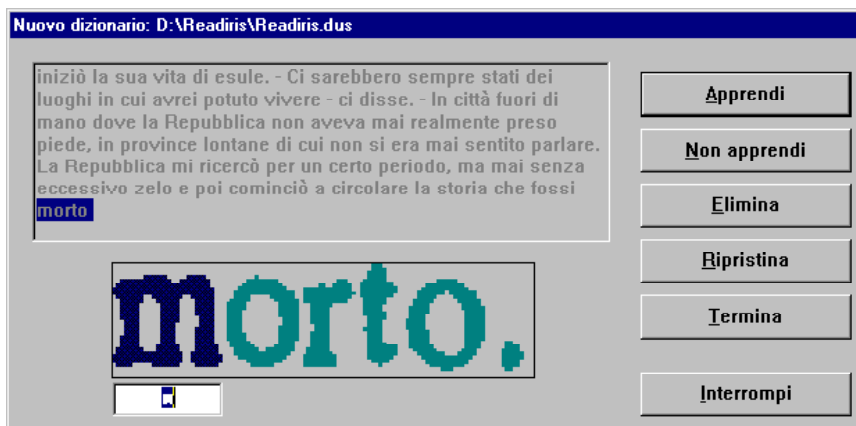 Nuovo dizionario: D:\Readiris\Readiris.dus
iniziò la sua vita di esule. - Ci sarebbero sempre stati dei
luoghi in cui avrei potuto vivere - ci disse. - In città fuori di
mano dove la Repubblica non aveva mai realmente preso
piede, in province lontane di cui non si era mai sentito parlare.
La Repubblica mi ricercò per un certo periodo, ma mai senza
eccessivo zelo e poi cominciò a circolare la storia che fossi
morto
morto.
Apprendi
Non apprendi
Elimina
Ripristina
Termina
Interrompi